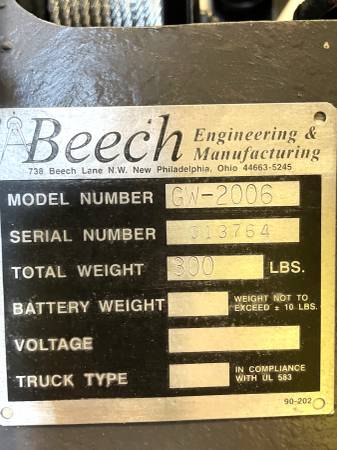 Beech Engineering & Manufacturing
738 Beech Lane N.W. New Philadelphia, Ohio 44663-5245
MODEL NUMBER GW-2006
SERIAL NUMBER 013764
TOTAL WEIGHT 300 LBS.
BATTERY WEIGHT WEIGHT NOT TO EXCEED ± 10 LBS.
VOLTAGE
TRUCK TYPE IN COMPLIANCE WITH UL 583
90-202